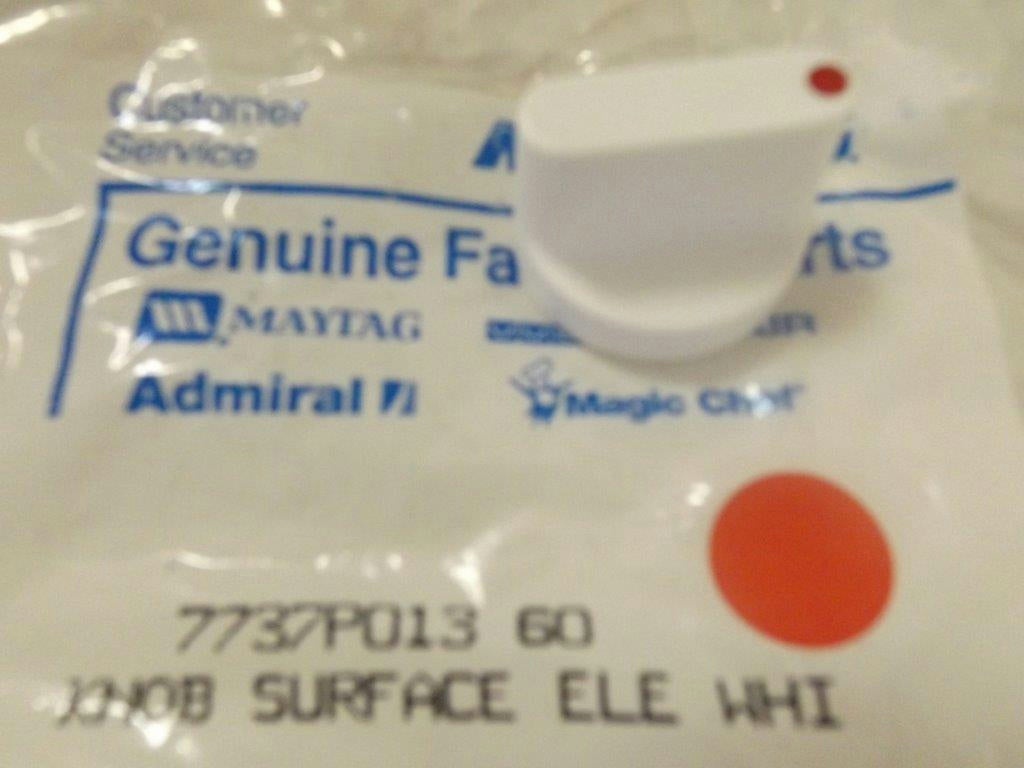 Customer
Service
Genuine Fa rts
MAYTAG
Admiral Magic Chef
7737P013 60
KNOB SURFACE ELE WHI